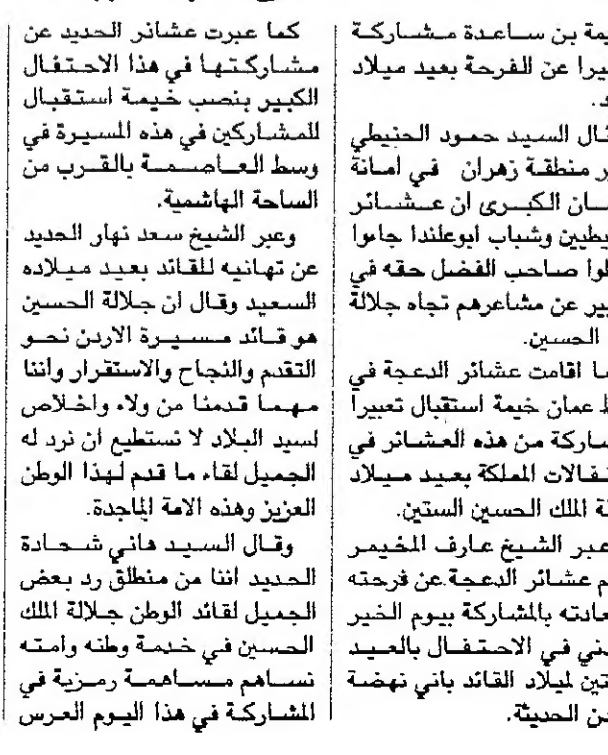 يمة بن ساعدة مشاركة
يرا عن الفرحة بعيد ميلاد
د.
ال السيد حمود الحنيطي
ر منطقة زهران في امانة
ان الكبرى ان عشائر
يطيين وشباب ابوعلندا جاءوا
لوا صاحب الفضل حقه في
بير عن مشاعرهم تجاه جلالة
الحسين.
ا اقامت عشائر الدعجة في
ط عمان خيمة استقبال تعبيرا
ساركة من هذه العشائر في
تفالات المملكة بعيد ميلاد
لة الملك الحسين الستين.
عبر الشيخ عارف المخيمر
م عشائر الدعجة عن فرحته
عادته بالمشاركة بيوم الخير
ني في الاحتفال بالعيد
تين لميلاد القائد باني نهضة
ن الحديثة.
كما عبرت عشائر الحديد عن
مشاركتها في هذا الاحتفال
الكبير بنصب خيمة استقبال
للمشاركين في هذه المسيرة في
وسط العاصمة بالقرب من
الساحة الهاشمية.
وعبر الشيخ سعد نهار الحديد
عن تهانيه للقائد بعيد ميلاده
السعيد وقال ان جلالة الحسين
هو قائد مسيرة الاردن نحو
التقدم والنجاح والاستقرار واننا
مهما قدمنا من ولاء واخلاص
لسيد البلاد لا نستطيع ان نرد له
الجميل لقاء ما قدم لهذا الوطن
العزيز وهذه الامة الماجدة.
وقال السيد هاني شحادة
الحديد اننا من منطلق رد بعض
الجميل لقائد الوطن جلالة الملك
الحسين في خدمة وطنه وامته
نساهم مساهمة رمزية في
المشاركة في هذا اليوم العرس